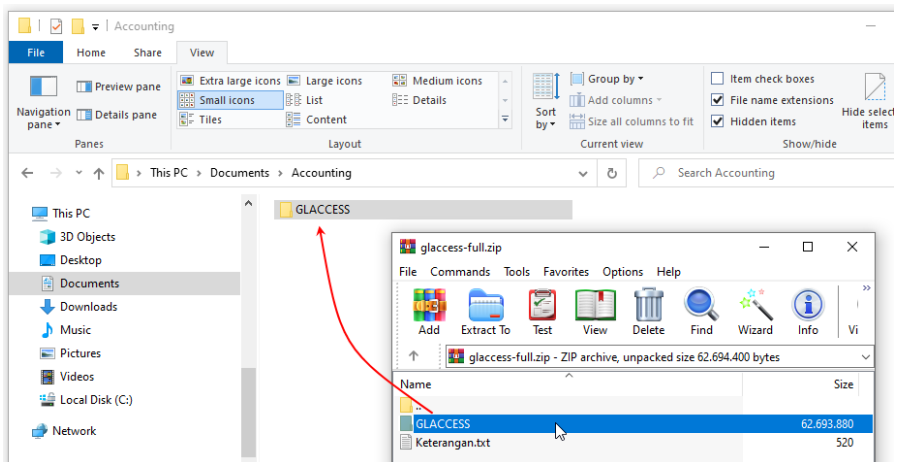 Accounting
File Home Share View
Navigation pane
Preview pane
Details pane
Panes
Extra large icons Large icons Medium icons
Small icons List Details
Tiles Content
Layout
Sort by
Group by
Add columns
Size all columns to fit
Current view
Item check boxes
File name extensions
Hidden items
Hide selec
items
Show/hide
This PC > Documents > Accounting
Search Accounting
This PC
3D Objects
Desktop
Documents
Downloads
Music
Pictures
Videos
Local Disk (C:)
Network
GLACCESS
glaccess-full.zip
File Commands Tools Favorites Options Help
Add Extract To Test View Delete Find Wizard Info Vi
glaccess-full.zip - ZIP archive, unpacked size 62.694.400 bytes
Name Size
..
GLACCESS 62.693.880
Keterangan.txt 520